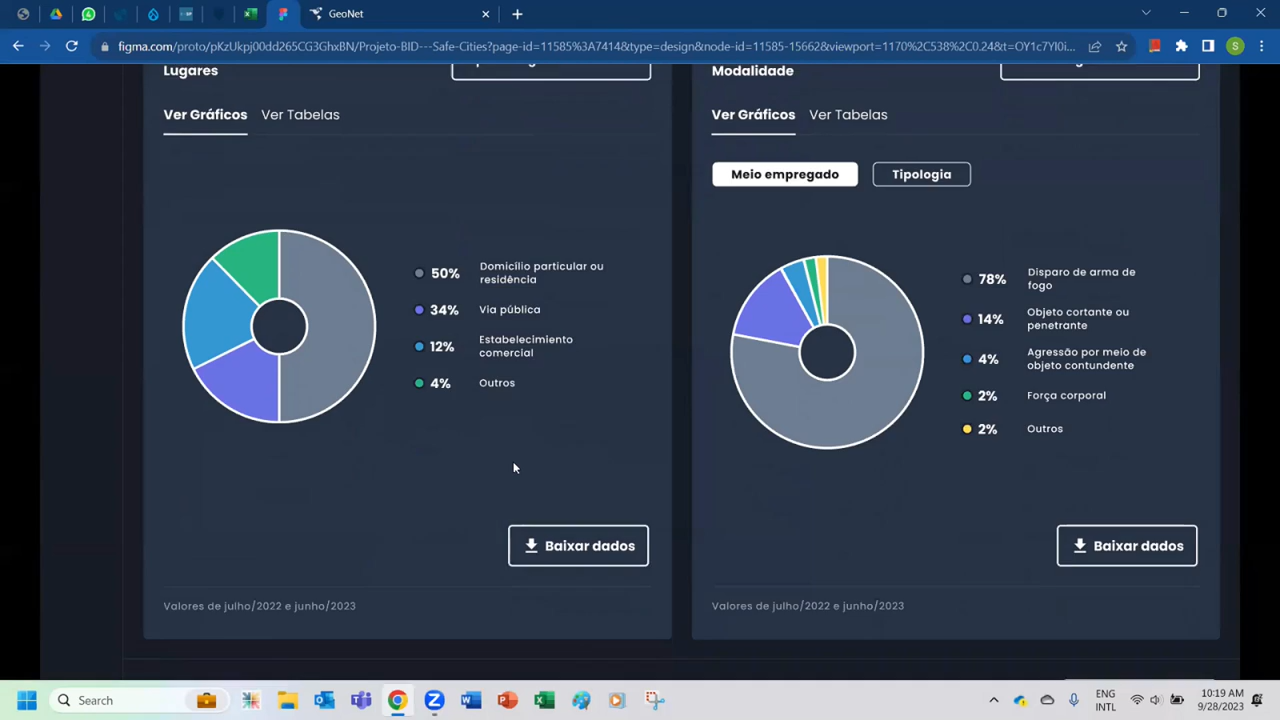 GeoNet
figma.com/proto/pKzUkpj00dd265CG3GhxBN/Projeto-BID---Safe-Cities?page-id=11585%3A7414&type=design&node-id=11585-15662&viewport=1170%2C538%2C0.24&t=OY1c7YI0i...
S
Lugares
Ver Gráficos Ver Tabelas
50% Domicílio particular ou
residência
34% Via pública
12% Estabelecimento
comercial
4% Outros
Baixar dados
Valores de julho/2022 e junho/2023
Modalidade
Ver Gráficos Ver Tabelas
Meio empregado Tipologia
78% Disparo de arma de
fogo
14% Objeto cortante ou
penetrante
4% Agressão por meio de
objeto contundente
2% Força corporal
2% Outros
Baixar dados
Valores de julho/2022 e junho/2023
Search
ENG
INTL
10:19 AM
9/28/2023